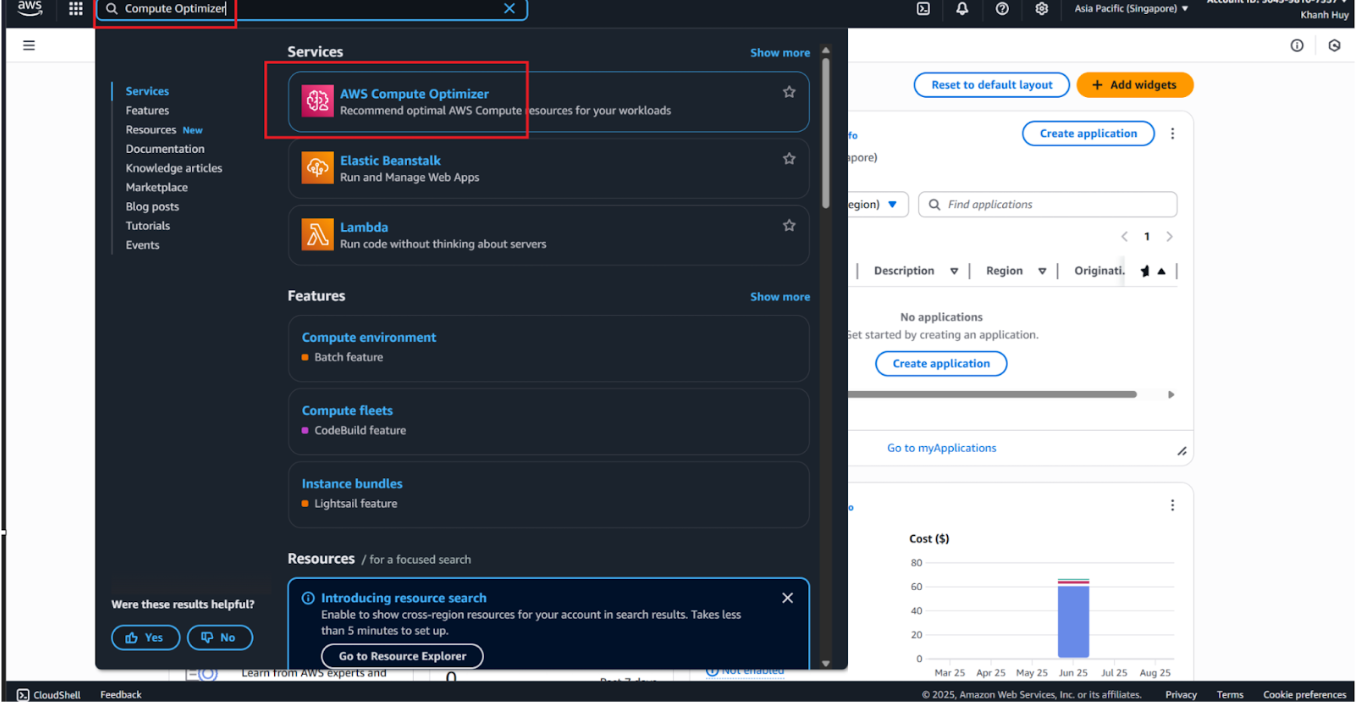 aws
Compute Optimizer
Asia Pacific (Singapore)
Khanh Huy
Services
Show more
Services
Features
Resources New
Documentation
Knowledge articles
Marketplace
Blog posts
Tutorials
Events
AWS Compute Optimizer
Recommend optimal AWS Compute resources for your workloads
Elastic Beanstalk
Run and Manage Web Apps
Lambda
Run code without thinking about servers
Features
Show more
Compute environment
Batch feature
Compute fleets
CodeBuild feature
Instance bundles
Lightsail feature
Resources / for a focused search
Introducing resource search
Enable to show cross-region resources for your account in search results. Takes less
than 5 minutes to set up.
Go to Resource Explorer
Were these results helpful?
Yes
No
Reset to default layout
+ Add widgets
fo
Create application
apore)
egion)
Find applications
1
Description
Region
Originati.
No applications
Get started by creating an application.
Create application
Go to myApplications
o
Cost ($)
80
60
40
20
0
Mar 25 Apr 25 May 25 Jun 25 Jul 25 Aug 25
Learn from AWS experts and
0
Past 7 days
Not enabled
CloudShell
Feedback
© 2025, Amazon Web Services, Inc. or its affiliates.
Privacy
Terms
Cookie preferences